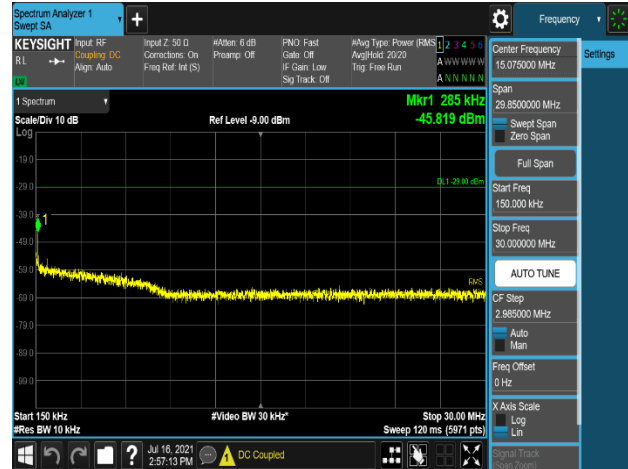 Spectrum Analyzer 1
Swept SA
Frequency
KEYSIGHT
Input: RF
Input Z: 50 Ω
#Atten: 6 dB
PNO: Fast
#Avg Type: Power (RMS
1 2 3 4 5 6
RL
Coupling: DC
Corrections: On
Preamp: Off
Gate: Off
Avg|Hold: 20/20
A W W W W W
Align: Auto
Freq Ref: Int (S)
IF Gain: Low
Trig: Free Run
Sig Track: Off
A N N N N N
Center Frequency
15.075000 MHz
Settings
1 Spectrum
Mkr1 285 kHz
Scale/Div 10 dB
Ref Level -9.00 dBm
-45.819 dBm
Log
-19.0
-29.0
DL1 -29.00 dBm
-39.0
1
-49.0
-59.0
RMS
-69.0
-79.0
-89.0
-99.0
Start 150 kHz
#Video BW 30 kHz*
Stop 30.00 MHz
#Res BW 10 kHz
Sweep 120 ms (5971 pts)
Span
29.8500000 MHz
Swept Span
Zero Span
Full Span
Start Freq
150.000 kHz
Stop Freq
30.000000 MHz
AUTO TUNE
CF Step
2.985000 MHz
Auto
Man
Freq Offset
0 Hz
X Axis Scale
Log
Lin
Signal Track
(Span Zoom)
?
Jul 16, 2021
2:57:13 PM
DC Coupled